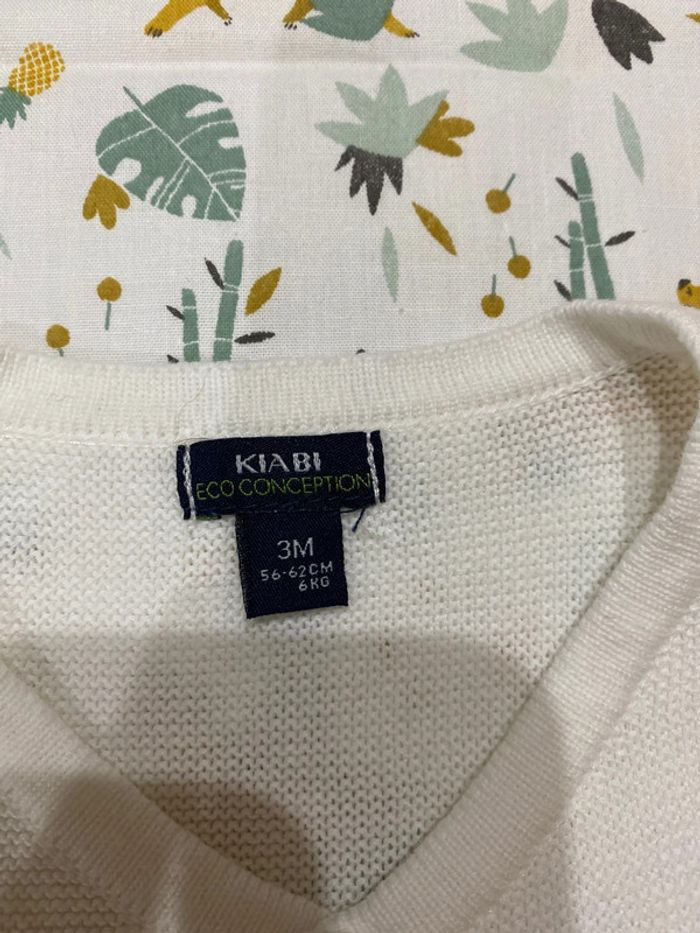 KIABI
ECO CONCEPTION
3M
56-62CM
6KG